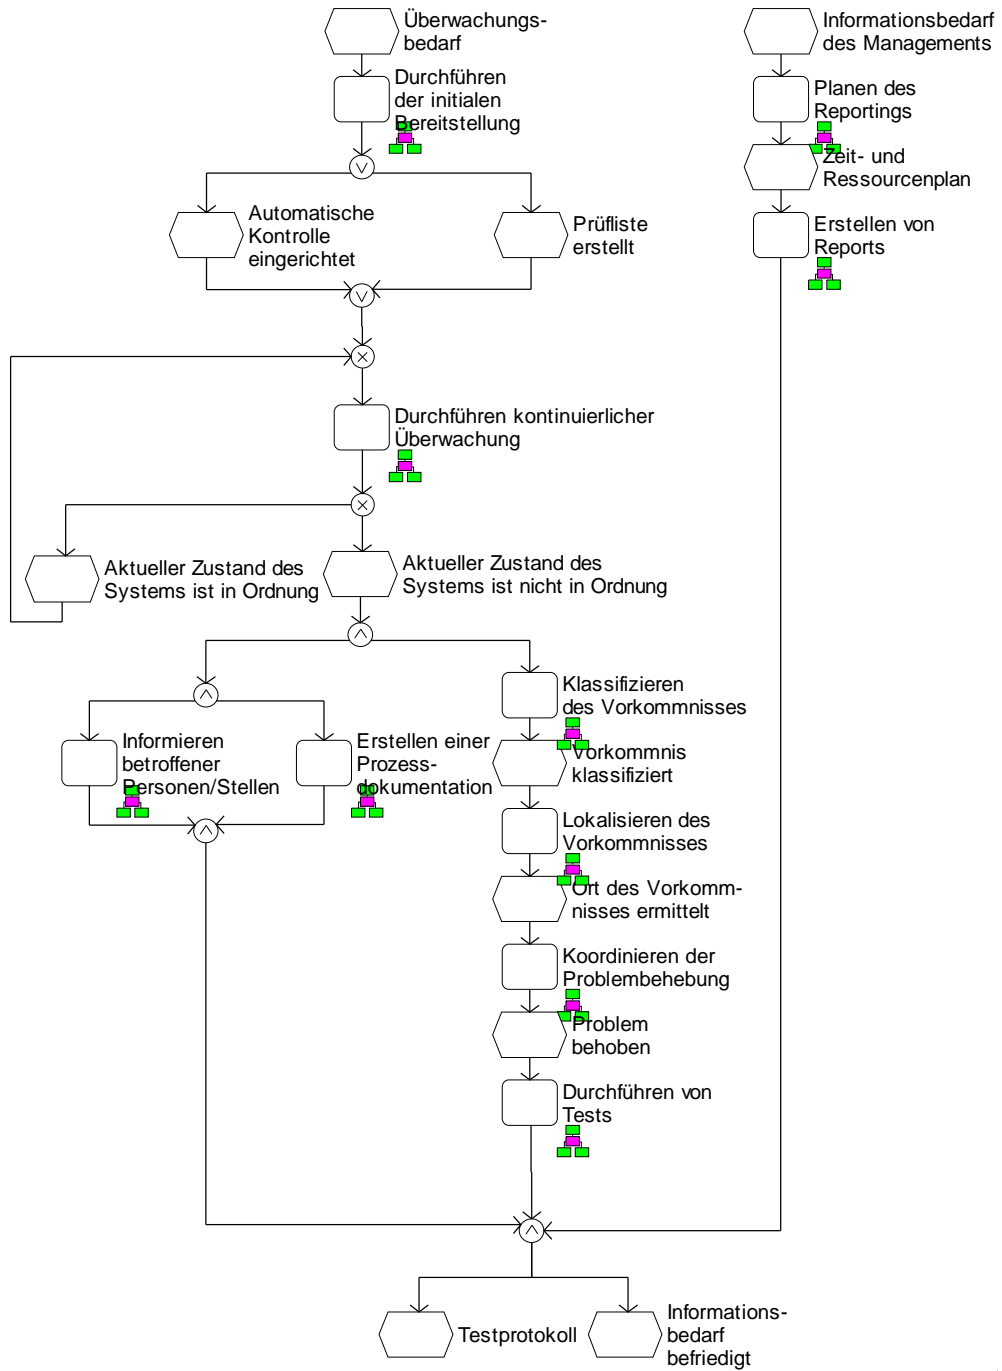 Überwachungs-
bedarf
Informationsbedarf
des Managements
Durchführen
der initialen
Bereitstellung
Planen des
Reportings
Zeit- und
Ressourcenplan
Automatische
Kontrolle
eingerichtet
Prüfliste
erstellt
Erstellen von
Reports
Durchführen kontinuierlicher
Überwachung
Aktueller Zustand des
Systems ist in Ordnung
Aktueller Zustand des
Systems ist nicht in Ordnung
Klassifizieren
des Vorkommnisses
Informieren
betroffener
Personen/Stellen
Erstellen einer
Prozess-
dokumentation
Vorkommnis
klassifiziert
Lokalisieren des
Vorkommnisses
Ort des Vorkomm-
nisses ermittelt
Koordinieren der
Problembehebung
Problem
behoben
Durchführen von
Tests
Testprotokoll
Informations-
bedarf
befriedigt